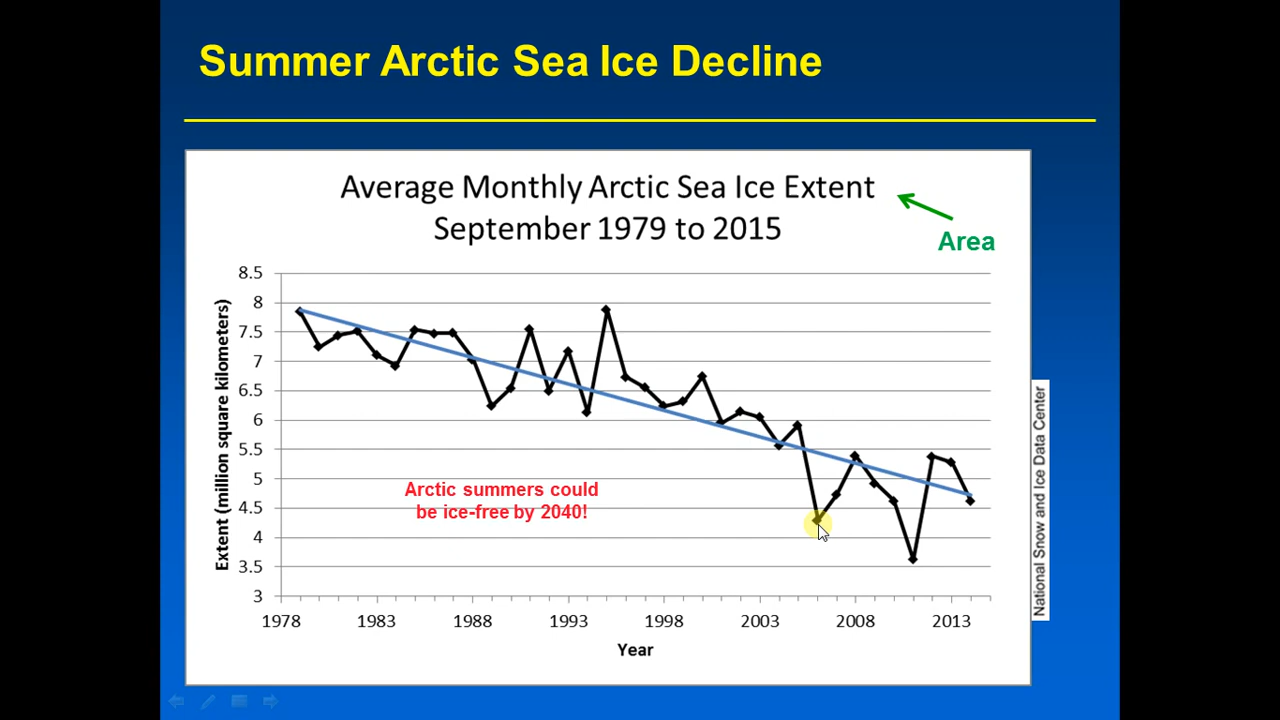 Summer Arctic Sea Ice Decline
Average Monthly Arctic Sea Ice Extent
September 1979 to 2015
Area
8.5
8
7.5
7
6.5
6
5.5
5
4.5
4
3.5
3
Extent (million square kilometers)
Arctic summers could
be ice-free by 2040!
National Snow and Ice Data Center
1978 1983 1988 1993 1998 2003 2008 2013
Year